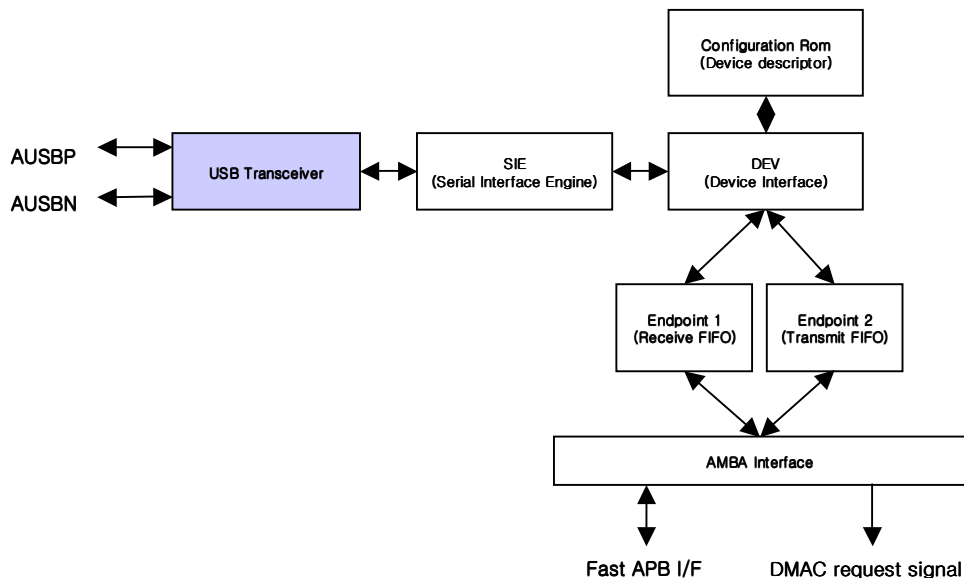 Configuration Rom
(Device descriptor)
AUSBP
AUSBN
USB Transceiver
SIE
(Serial Interface Engine)
DEV
(Device Interface)
Endpoint 1
(Receive FIFO)
Endpoint 2
(Transmit FIFO)
AMBA Interface
Fast APB I/F
DMAC request signal